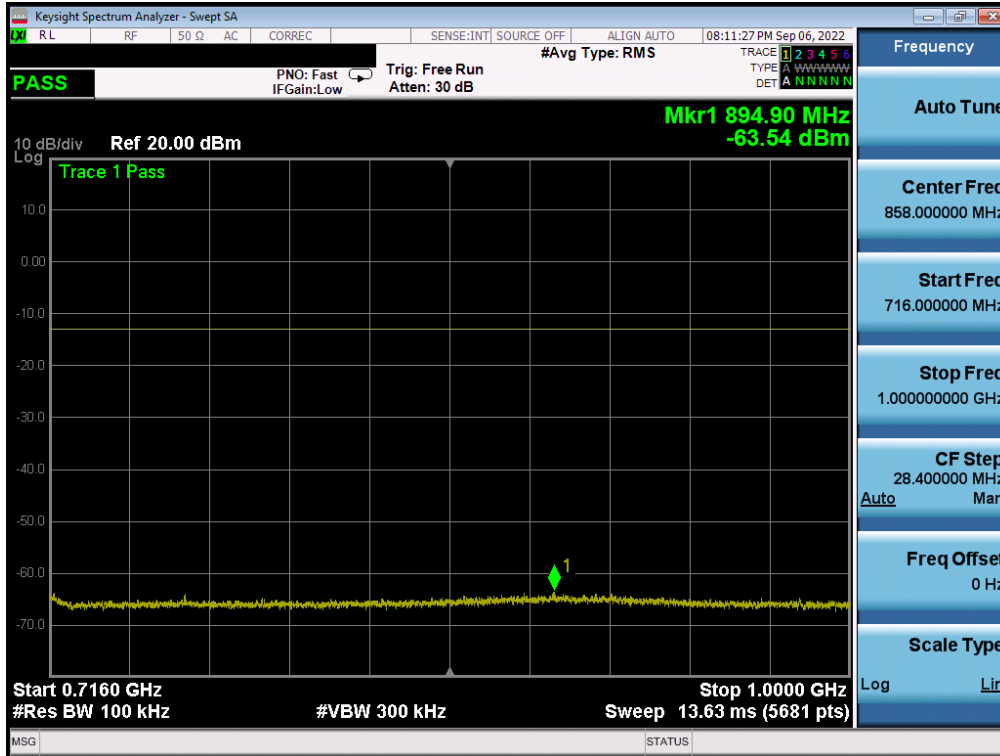 Keysight Spectrum Analyzer - Swept SA
LXI RL RF 50 Ω AC CORREC SENSE:INT SOURCE OFF ALIGN AUTO 08:11:27 PM Sep 06, 2022
#Avg Type: RMS
TRACE 1 2 3 4 5 6
TYPE A WWWWW
DET A N N N N N
PASS
PNO: Fast
IFGain:Low
Trig: Free Run
Atten: 30 dB
Mkr1 894.90 MHz
-63.54 dBm
10 dB/div
Log
Ref 20.00 dBm
Trace 1 Pass
10.0
0.00
-10.0
-20.0
-30.0
-40.0
-50.0
-60.0
-70.0
1
Start 0.7160 GHz
Stop 1.0000 GHz
#Res BW 100 kHz
#VBW 300 kHz
Sweep 13.63 ms (5681 pts)
MSG
STATUS
Frequency
Auto Tune
Center Freq
858.000000 MHz
Start Freq
716.000000 MHz
Stop Freq
1.000000000 GHz
CF Step
28.400000 MHz
Auto Man
Freq Offset
0 Hz
Scale Type
Log Lin